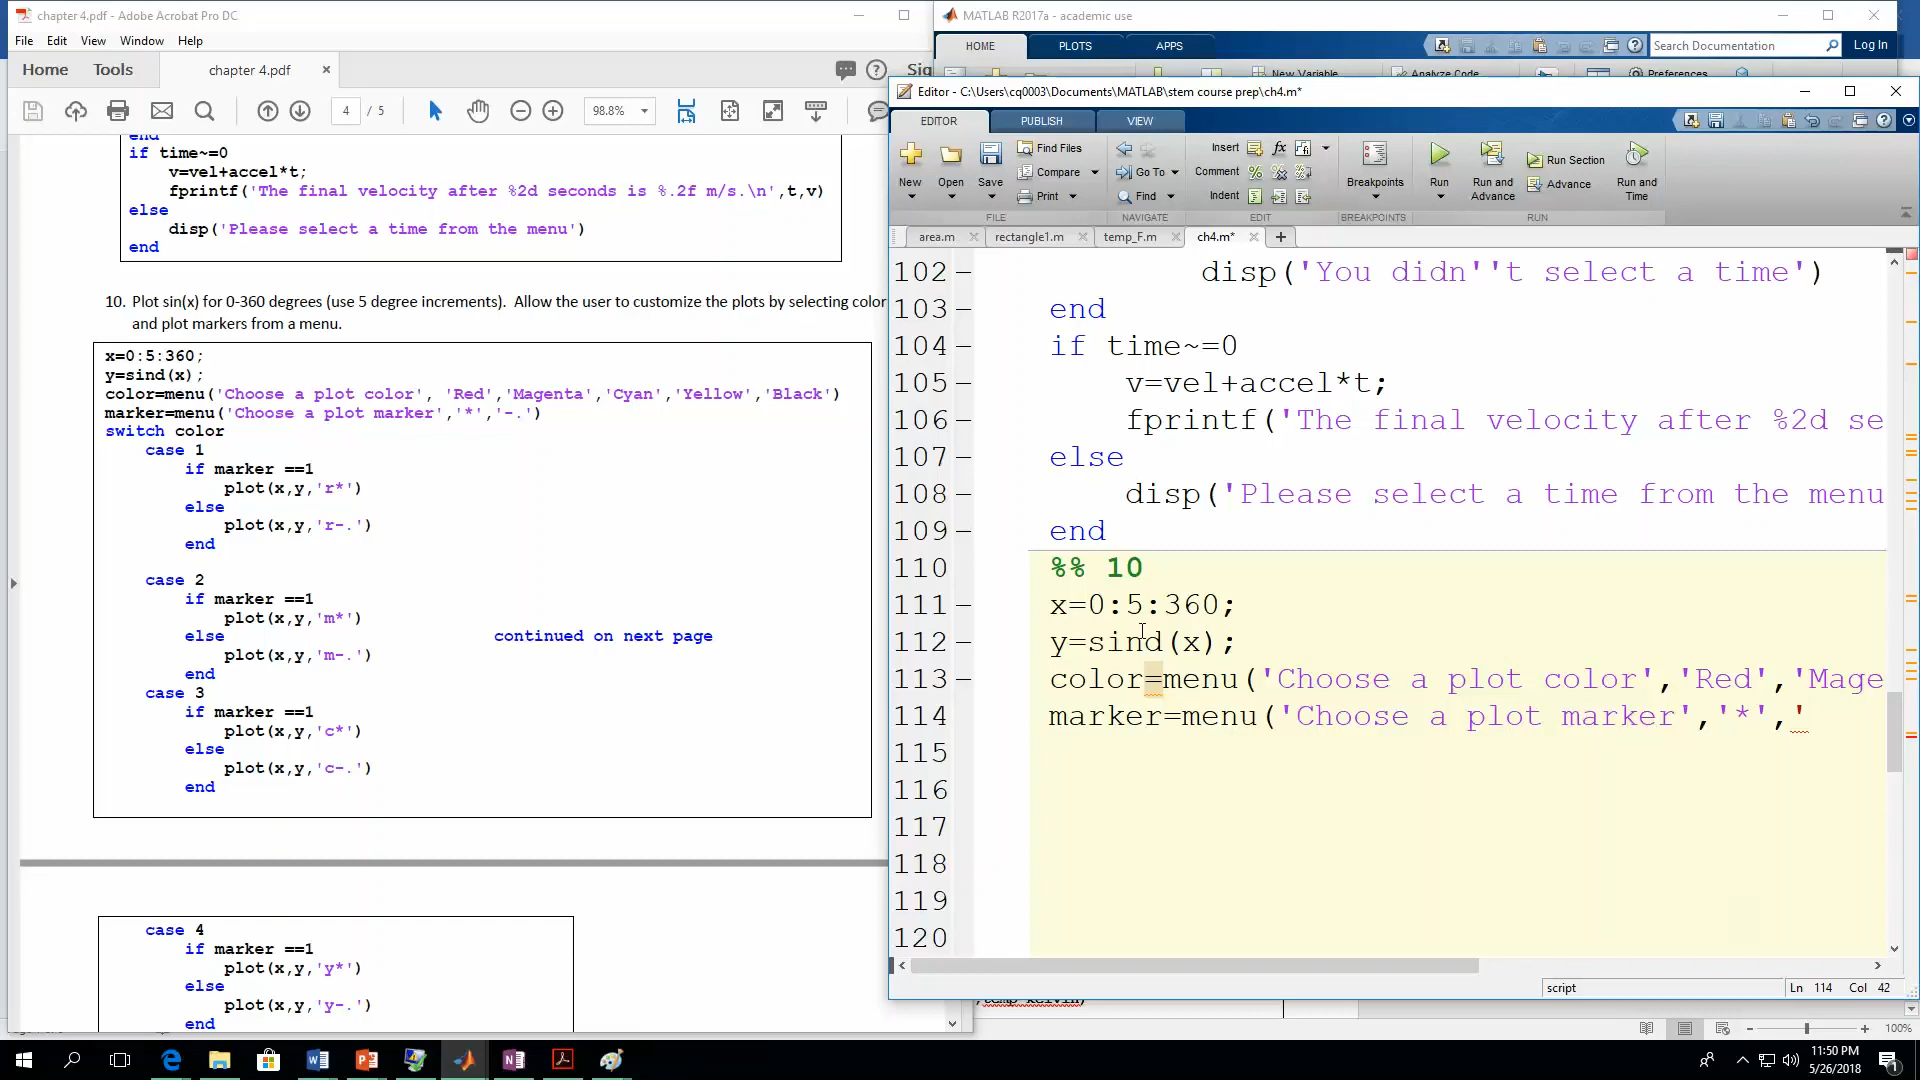 chapter 4.pdf - Adobe Acrobat Pro DC
File Edit View Window Help
Home Tools chapter 4.pdf ×
4 / 5 98.8%
end
if time~=0
v=vel+accel*t;
fprintf('The final velocity after %2d seconds is %.2f m/s.\n',t,v)
else
disp('Please select a time from the menu')
end
10. Plot sin(x) for 0-360 degrees (use 5 degree increments). Allow the user to customize the plots by selecting color
and plot markers from a menu.
x=0:5:360;
y=sind(x);
color=menu('Choose a plot color', 'Red','Magenta','Cyan','Yellow','Black')
marker=menu('Choose a plot marker','*','-.')
switch color
case 1
if marker ==1
plot(x,y,'r*')
else
plot(x,y,'r-.')
end
case 2
if marker ==1
plot(x,y,'m*')
else continued on next page
plot(x,y,'m-.')
end
case 3
if marker ==1
plot(x,y,'c*')
else
plot(x,y,'c-.')
end
case 4
if marker ==1
plot(x,y,'y*')
else
plot(x,y,'y-.')
end
MATLAB R2017a - academic use
HOME PLOTS APPS Search Documentation Log In
New Variable Analyze Code Preferences
Editor - C:\Users\cq0003\Documents\MATLAB\stem course prep\ch4.m*
EDITOR PUBLISH VIEW
New Open Save Find Files Compare Print
Go To Find
Insert Comment Indent
Breakpoints Run Run and Advance Run Section Advance Run and Time
FILE NAVIGATE EDIT BREAKPOINTS RUN
area.m rectangle1.m temp_F.m ch4.m* +
102 disp('You didn''t select a time')
103 end
104 if time~=0
105 v=vel+accel*t;
106 fprintf('The final velocity after %2d se
107 else
108 disp('Please select a time from the menu
109 end
110 %% 10
111 x=0:5:360;
112 y=sind(x);
113 color=menu('Choose a plot color','Red','Mage
114 marker=menu('Choose a plot marker','*','
115
116
117
118
119
120
script Ln 114 Col 42
100%
11:50 PM
5/26/2018